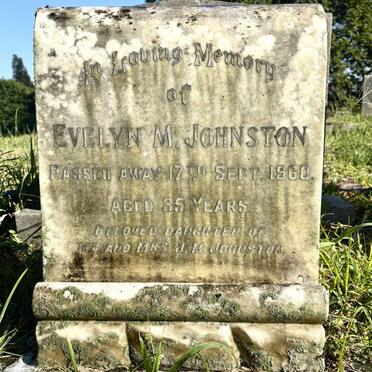 In Loving Memory
of
EVELYN M. JOHNSTON
PASSED AWAY 17TH SEPT. 1960.
AGED 35 YEARS.
BELOVED DAUGHTER OF
MR AND MRS J.M. JOHNSTON.